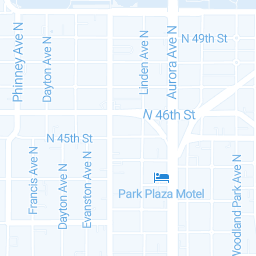 Phinney Ave N
Dayton Ave N
Linden Ave N
Aurora Ave N
N 49th St
N 46th St
N 45th St
Francis Ave N
Dayton Ave N
Evanston Ave N
Park Plaza Motel
Woodland Park Ave N